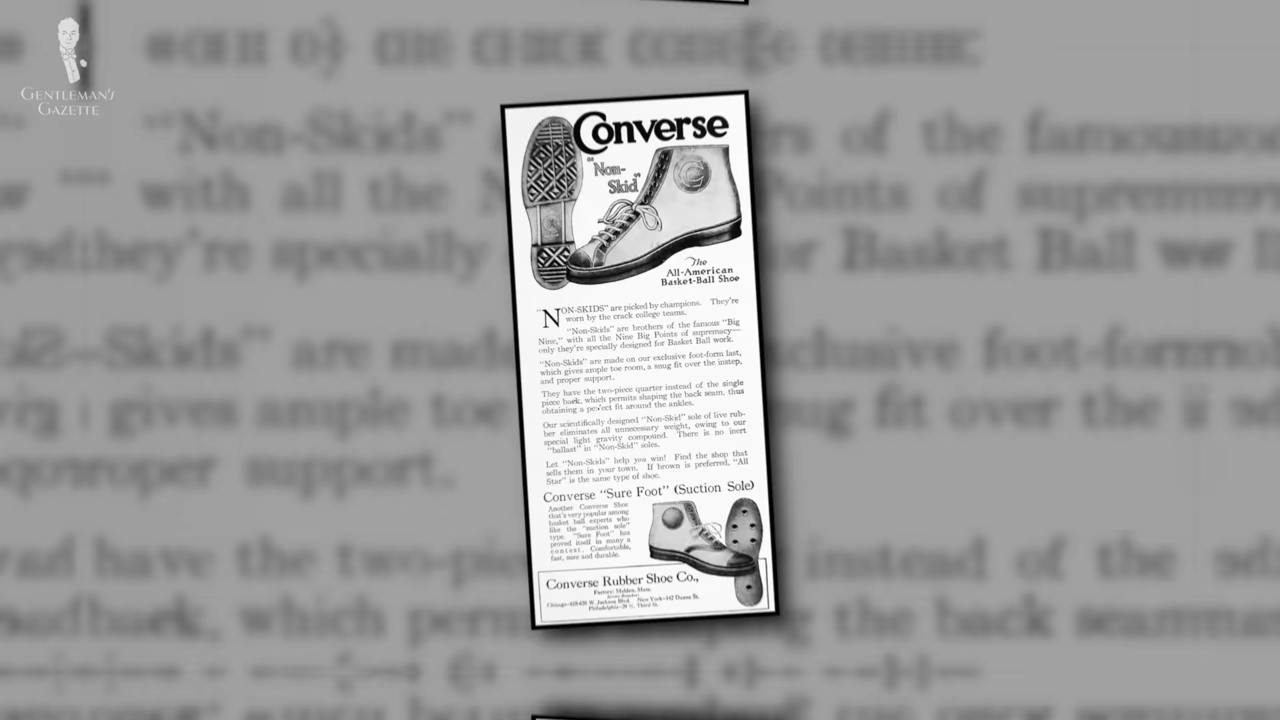 GENTLEMAN'S
GAZETTE
Converse
"Non-
Skid"
The
All-American
Basket-Ball Shoe
"NON-SKIDS" are picked by champions. They're
worn by the crack college teams.
"Non-Skids" are brothers of the famous "Big
Nine," with all the Nine Big Points of supremacy—
only they're specially designed for Basket Ball work.
"Non-Skids" are made on our exclusive foot-form last,
which gives ample toe room, a snug fit over the instep,
and proper support.
They have the two-piece quarter instead of the single
piece back, which permits shaping the back seam, thus
obtaining a perfect fit around the ankles.
Our scientifically designed "Non-Skid" sole of live rub-
ber eliminates all unnecessary weight, owing to our
special light gravity compound. There is no inert
"ballast" in "Non-Skid" soles.
Let "Non-Skids" help you win! Find the shop that
sells them in your town. If brown is preferred, "All
Star" is the same type of shoe.
Converse "Sure Foot" (Suction Sole)
Another Converse Shoe
that's very popular among
basket ball experts who
like the "suction sole"
type. "Sure Foot" has
proved itself in many a
contest. Comfortable,
fast, sure and durable.
Converse Rubber Shoe Co.,
Factory: Malden, Mass.
Chicago—618-626 W. Jackson Blvd. New York—142 Duane St.
Philadelphia—20 N. Third St.